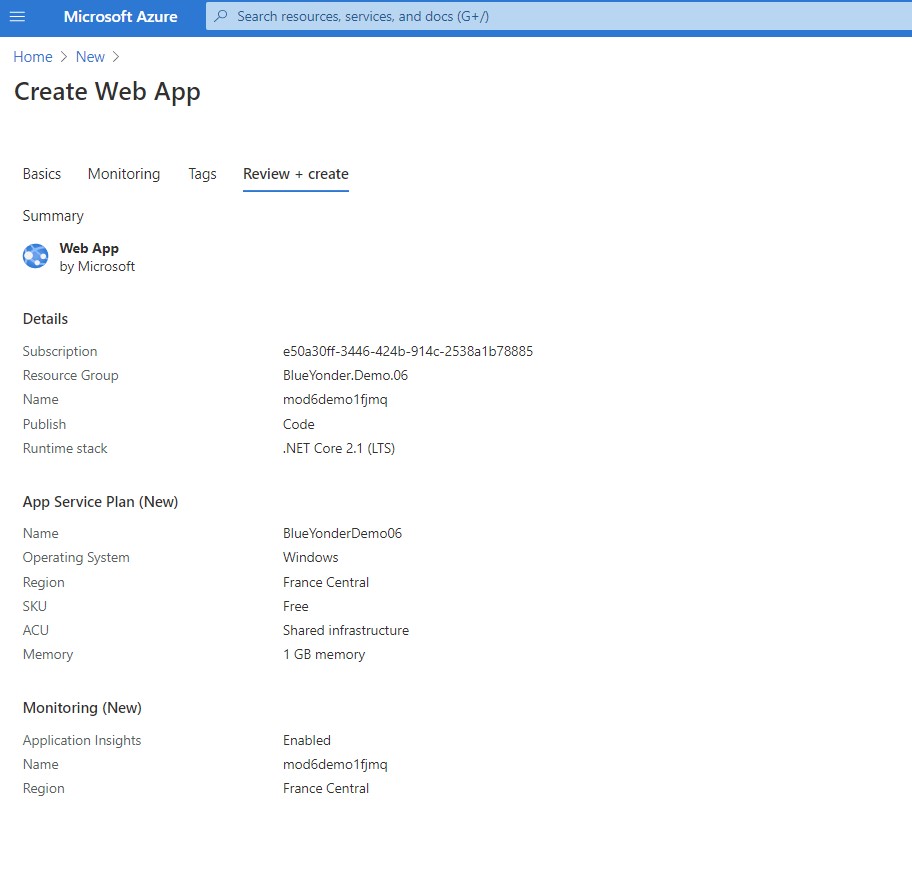 Microsoft Azure
Search resources, services, and docs (G+/)
Home > New >
Create Web App
Basics Monitoring Tags Review + create
Summary
Web App
by Microsoft
Details
Subscription e50a30ff-3446-424b-914c-2538a1b78885
Resource Group BlueYonder.Demo.06
Name mod6demo1fjmq
Publish Code
Runtime stack .NET Core 2.1 (LTS)
App Service Plan (New)
Name BlueYonderDemo06
Operating System Windows
Region France Central
SKU Free
ACU Shared infrastructure
Memory 1 GB memory
Monitoring (New)
Application Insights Enabled
Name mod6demo1fjmq
Region France Central